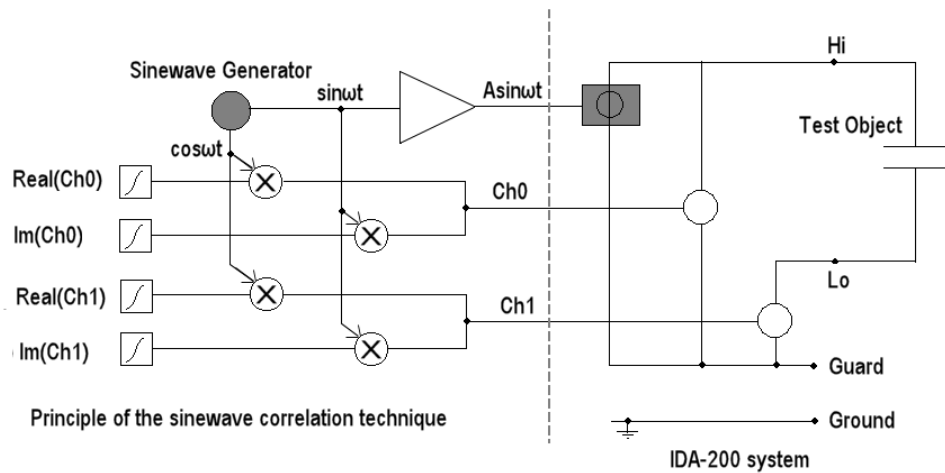 Sinewave Generator
sinωt
Asinωt
Hi
Test Object
cosωt
Real(Ch0)
Ch0
Im(Ch0)
Lo
Real(Ch1)
Ch1
Im(Ch1)
Guard
Principle of the sinewave correlation technique
Ground
IDA-200 system